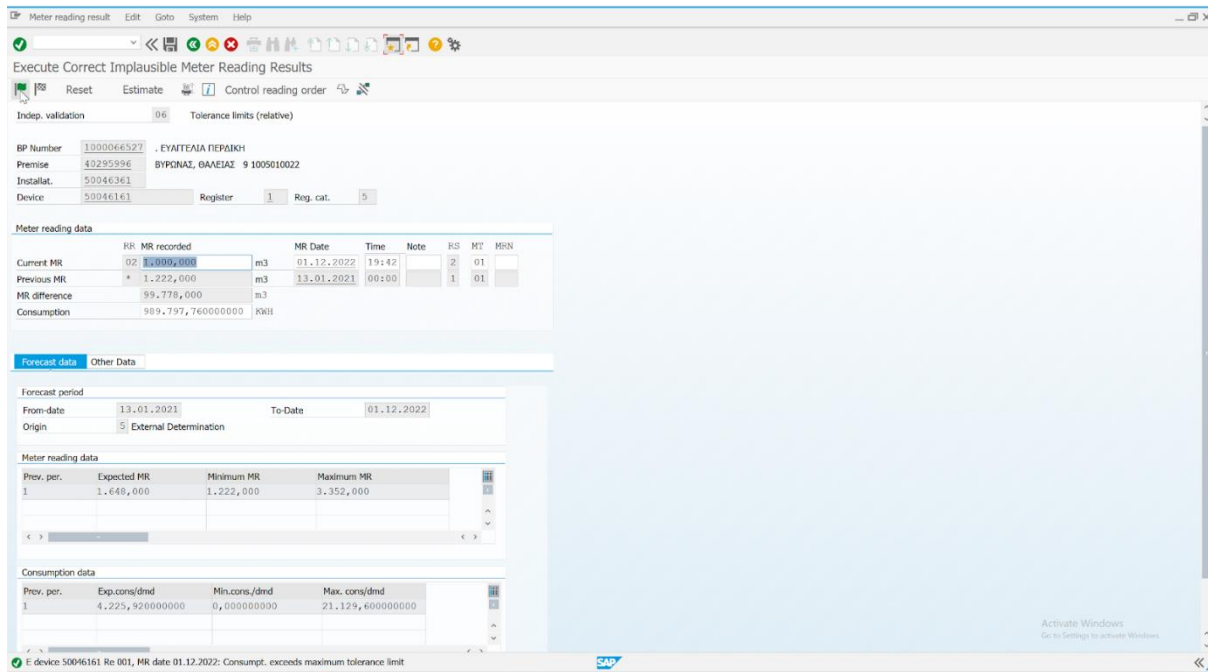 Meter reading result Edit Goto System Help
Execute Correct Implausible Meter Reading Results
Reset Estimate Control reading order
Indep. validation 06 Tolerance limits (relative)
BP Number 1000066527 . ΕΥΑΓΓΕΛΙΑ ΠΕΡΔΙΚΗ
Premise 40295996 ΒΥΡΩΝΑΣ, ΘΑΛΕΙΑΣ 9 1005010022
Installat. 50046361
Device 50046161 Register 1 Reg. cat. 5
Meter reading data
RR MR recorded MR Date Time Note RS MT MRN
Current MR 02 1.000,000 m3 01.12.2022 19:42 2 01
Previous MR * 1.222,000 m3 13.01.2021 00:00 1 01
MR difference 99.778,000 m3
Consumption 989.797,760000000 KWH
Forecast data Other Data
Forecast period
From-date 13.01.2021 To-Date 01.12.2022
Origin 5 External Determination
Meter reading data
Prev. per. Expected MR Minimum MR Maximum MR
1 1.648,000 1.222,000 3.352,000
Consumption data
Prev. per. Exp.cons/dmd Min.cons./dmd Max. cons/dmd
1 4.225,920000000 0,000000000 21.129,600000000
Activate Windows
Go to Settings to activate Windows.
E device 50046161 Re 001, MR date 01.12.2022: Consumpt. exceeds maximum tolerance limit SAP